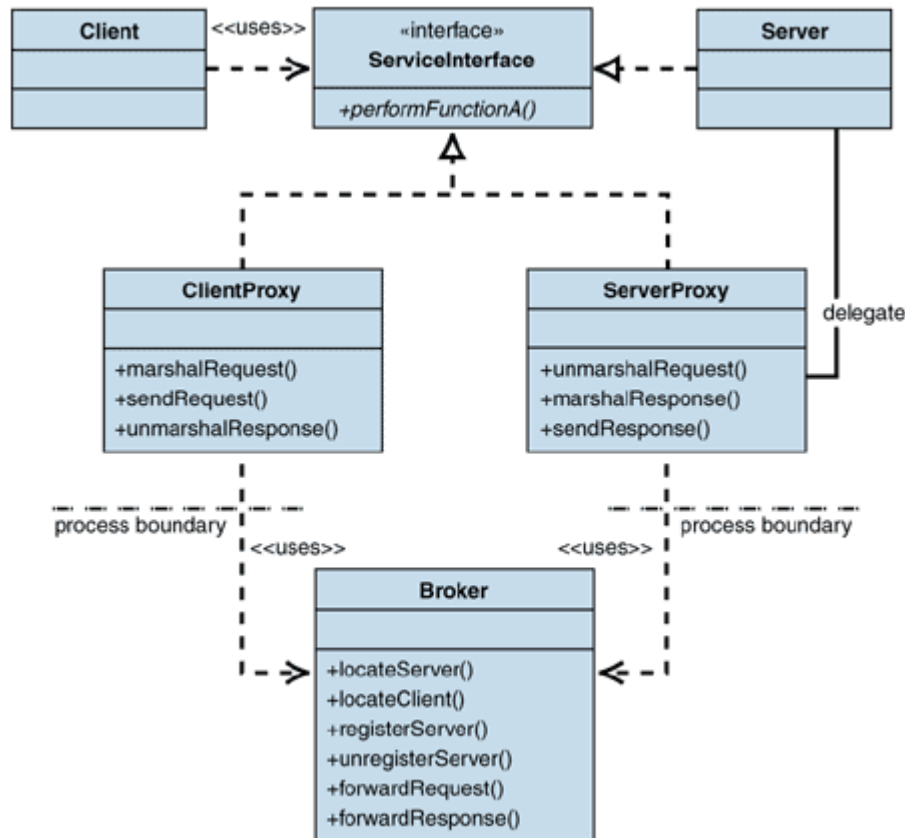 Client
<<uses>>
«interface»
ServiceInterface
+performFunctionA()
Server
ClientProxy
+marshalRequest()
+sendRequest()
+unmarshalResponse()
ServerProxy
+unmarshalRequest()
+marshalResponse()
+sendResponse()
delegate
process boundary
process boundary
<<uses>>
<<uses>>
Broker
+locateServer()
+locateClient()
+registerServer()
+unregisterServer()
+forwardRequest()
+forwardResponse()